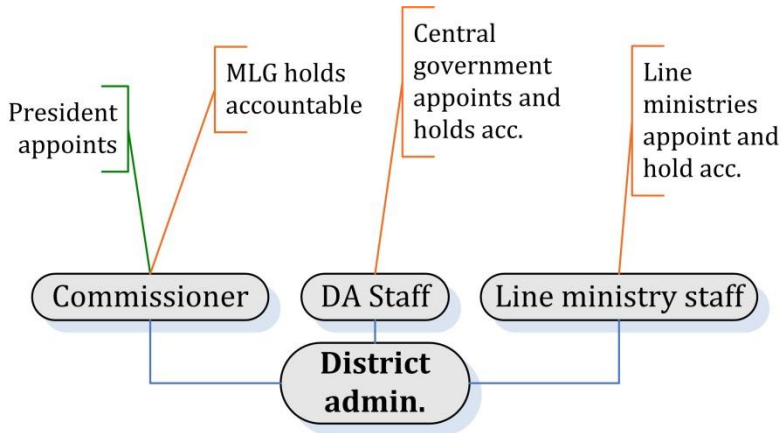 President
appoints
MLG holds
accountable
Central
government
appoints and
holds acc.
Line
ministries
appoint and
hold acc.
Commissioner
DA Staff
Line ministry staff
District
admin.